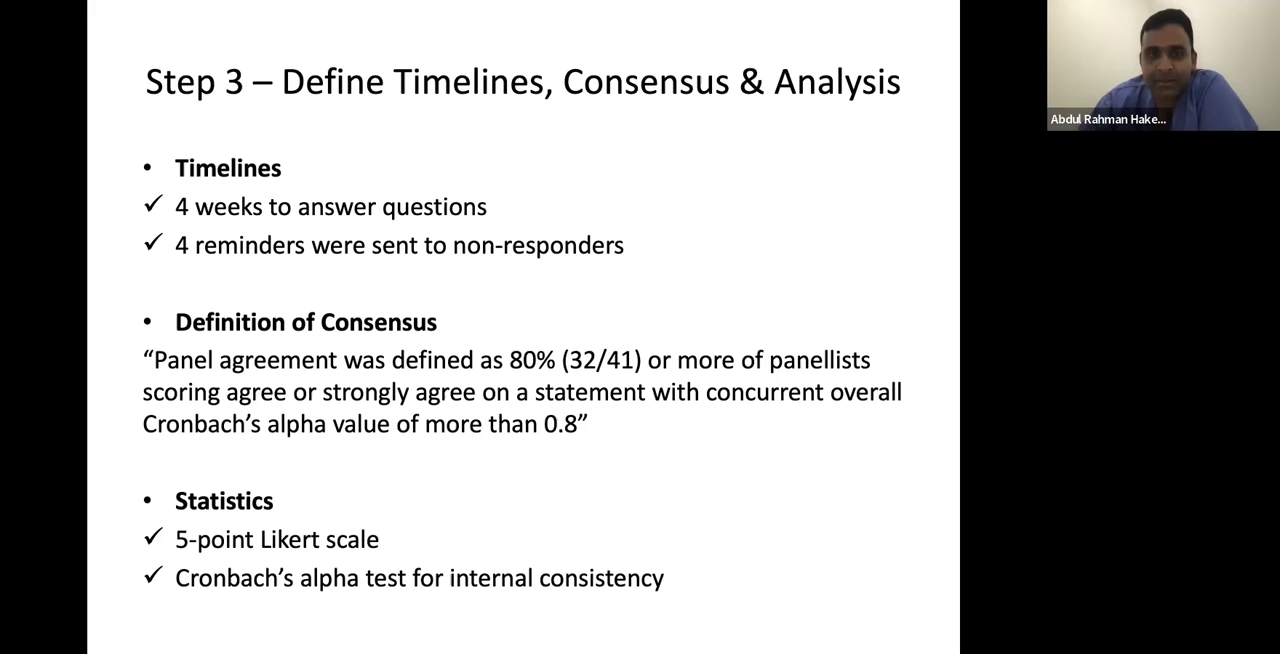 Step 3 – Define Timelines, Consensus & Analysis
• Timelines
✓ 4 weeks to answer questions
✓ 4 reminders were sent to non-responders
• Definition of Consensus
“Panel agreement was defined as 80% (32/41) or more of panellists
scoring agree or strongly agree on a statement with concurrent overall
Cronbach’s alpha value of more than 0.8”
• Statistics
✓ 5-point Likert scale
✓ Cronbach’s alpha test for internal consistency
Abdul Rahman Hake...